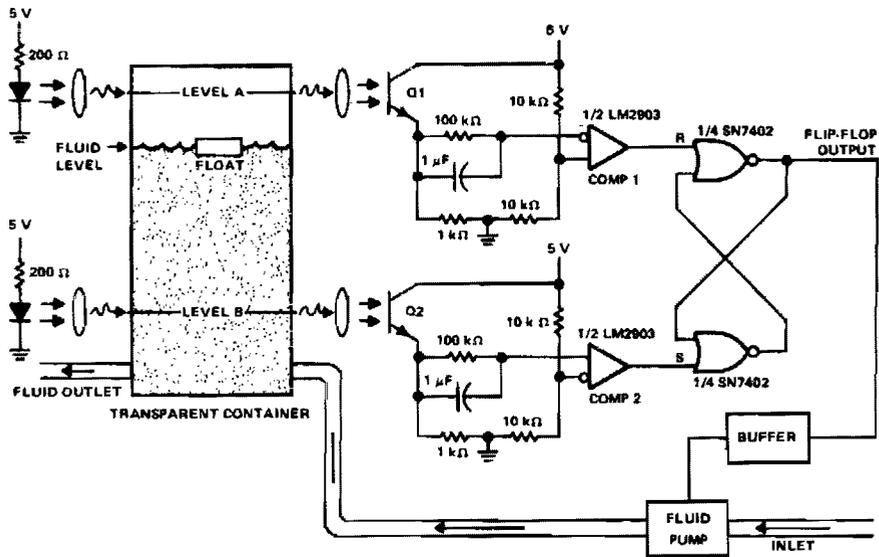 5 V
200 Ω
LEVEL A
FLUID
LEVEL
FLOAT
5 V
200 Ω
LEVEL B
FLUID OUTLET
TRANSPARENT CONTAINER
Q1
100 kΩ
1 μF
1 kΩ
10 kΩ
10 kΩ
6 V
1/2 LM2903
COMP 1
R
1/4 SN7402
FLIP-FLOP
OUTPUT
Q2
100 kΩ
1 μF
1 kΩ
10 kΩ
10 kΩ
5 V
1/2 LM2903
COMP 2
S
1/4 SN7402
BUFFER
FLUID
PUMP
INLET